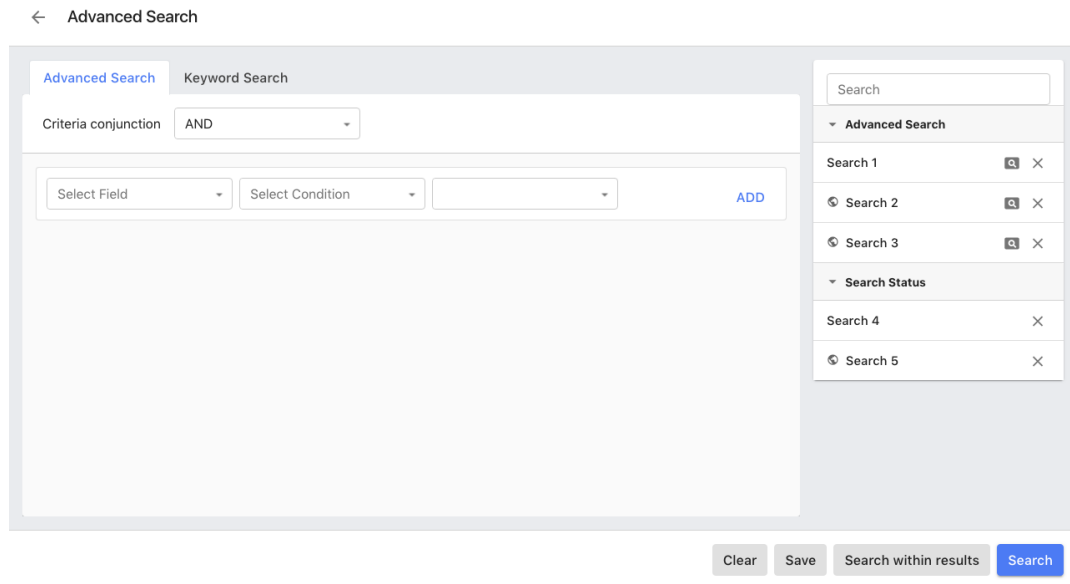 Advanced Search
Advanced Search Keyword Search
Criteria conjunction AND
Select Field Select Condition ADD
Search
Advanced Search
Search 1
Search 2
Search 3
Search Status
Search 4
Search 5
Clear Save Search within results Search